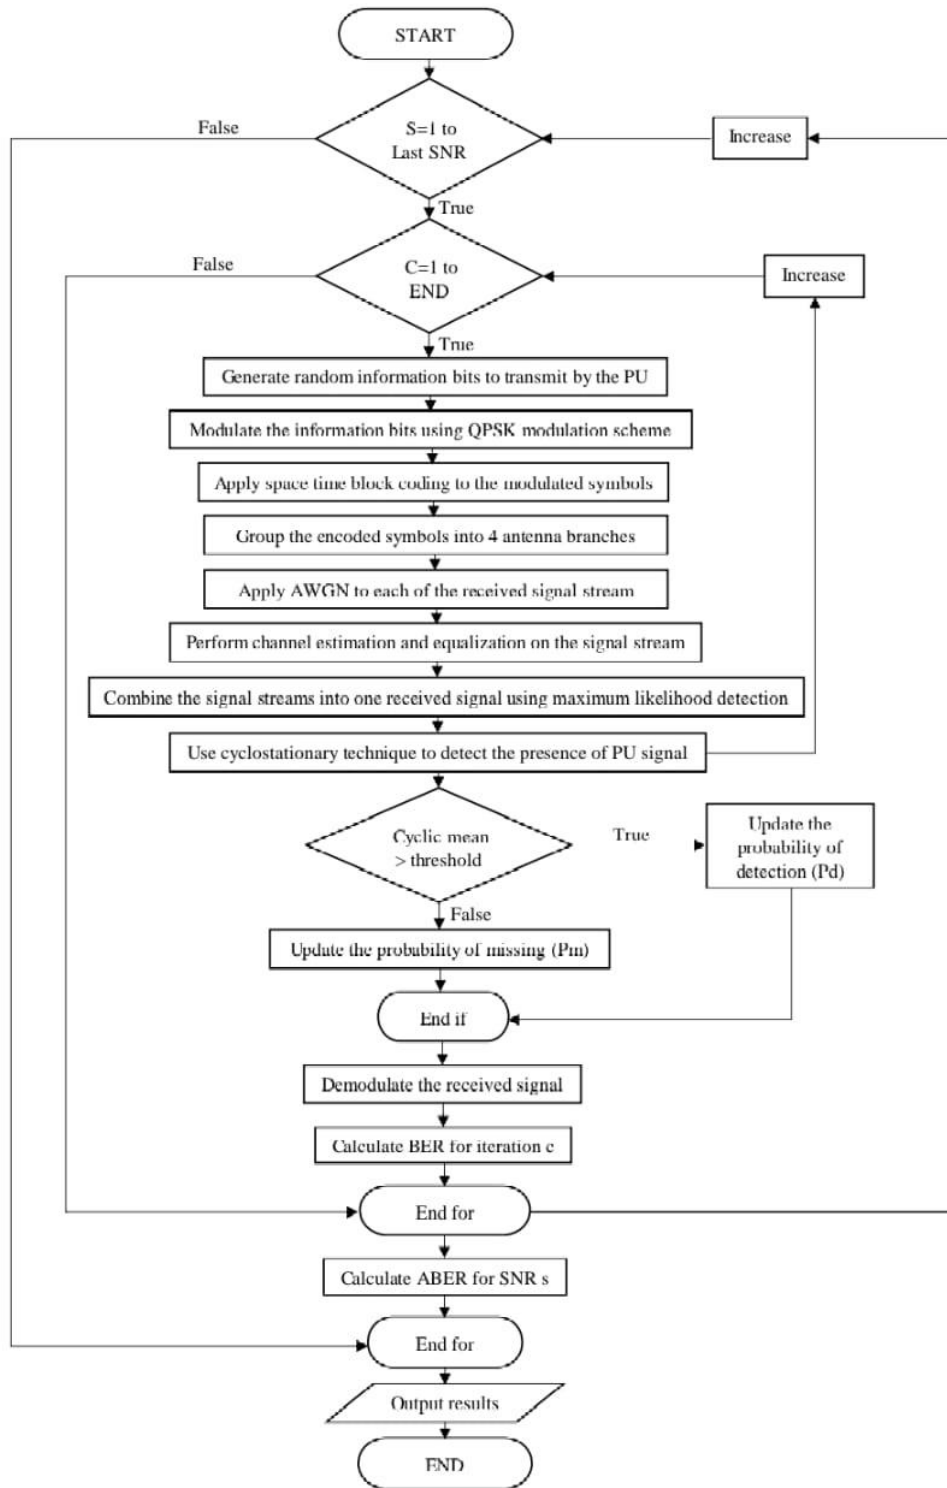 START
False
S=1 to
Last SNR
Increase
True
False
C=1 to
END
Increase
True
Generate random information bits to transmit by the PU
Modulate the information bits using QPSK modulation scheme
Apply space time block coding to the modulated symbols
Group the encoded symbols into 4 antenna branches
Apply AWGN to each of the received signal stream
Perform channel estimation and equalization on the signal stream
Combine the signal streams into one received signal using maximum likelihood detection
Use cyclostationary technique to detect the presence of PU signal
Cyclic mean
> threshold
True
Update the
probability of
detection (Pd)
False
Update the probability of missing (Pm)
End if
Demodulate the received signal
Calculate BER for iteration c
End for
Calculate ABER for SNR s
End for
Output results
END